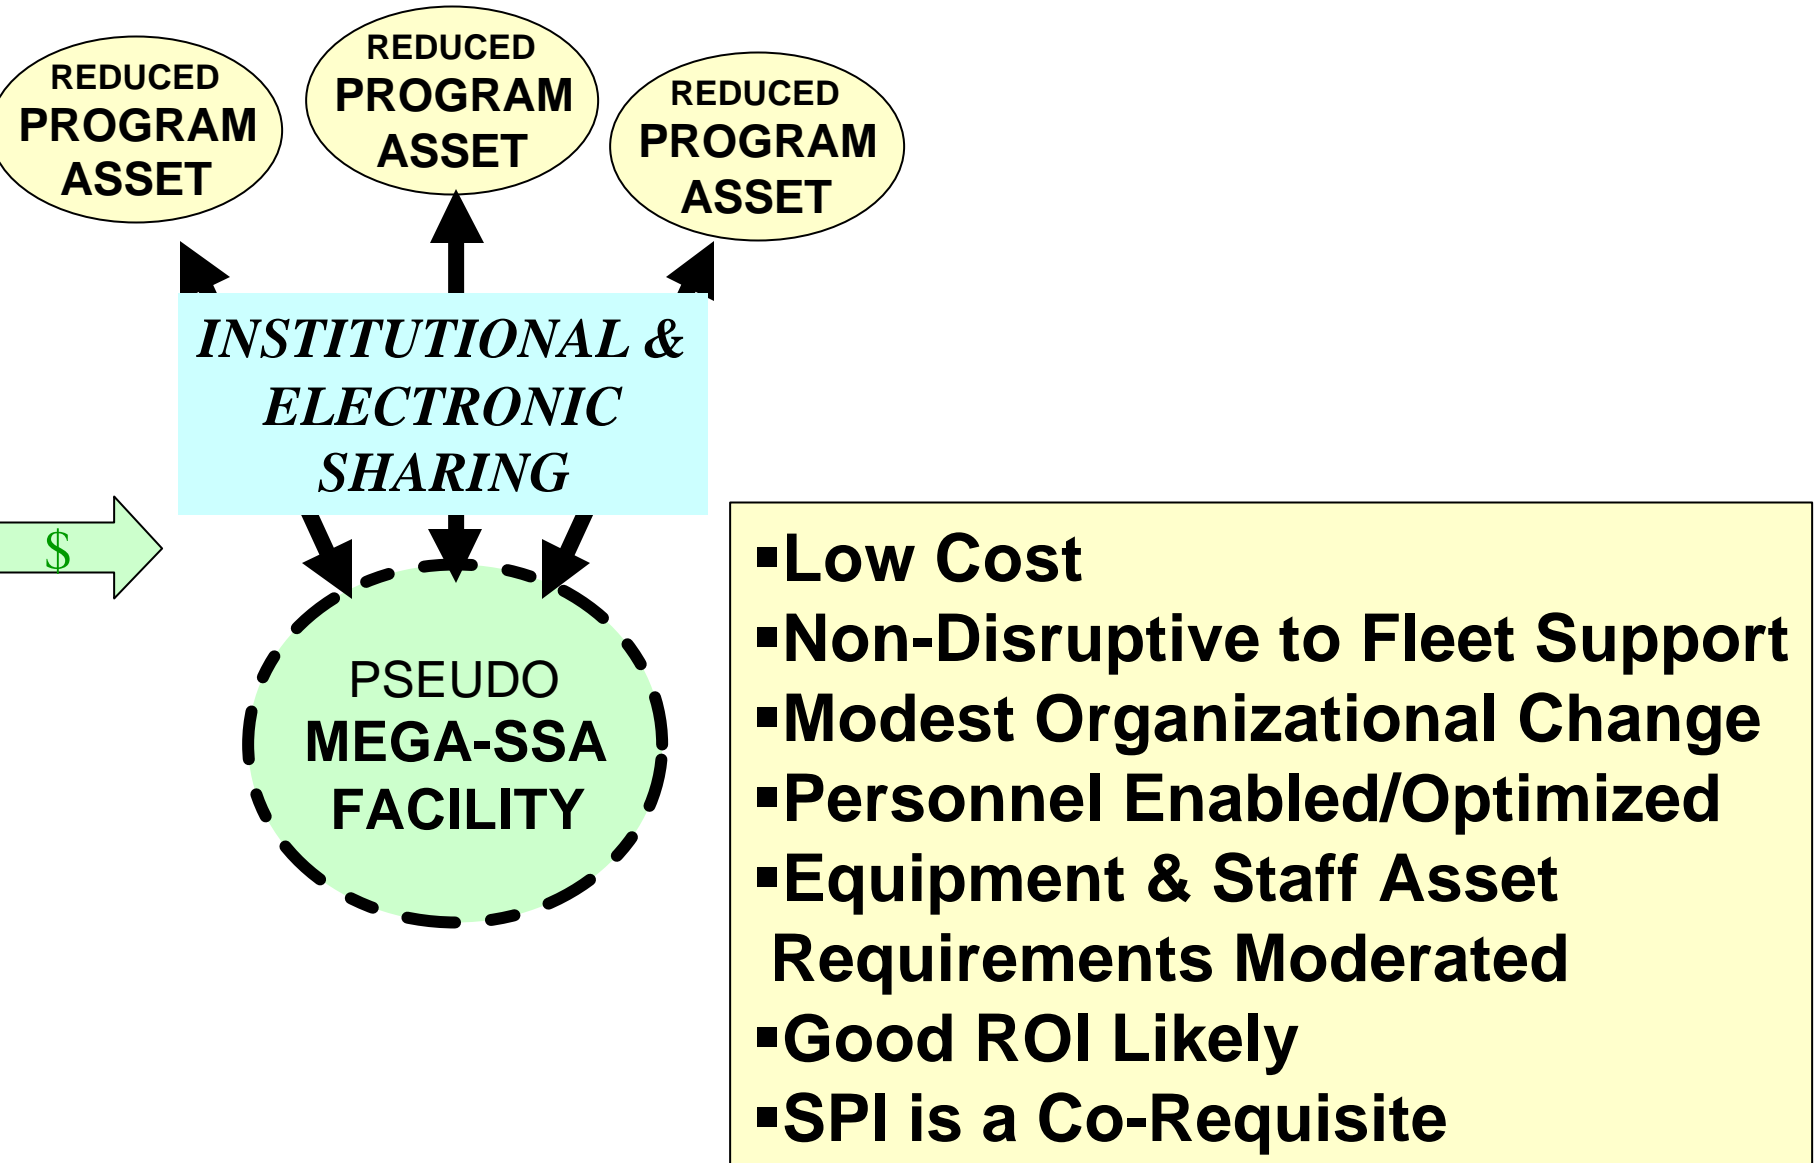 REDUCED
PROGRAM
ASSET
REDUCED
PROGRAM
ASSET
REDUCED
PROGRAM
ASSET
INSTITUTIONAL &
ELECTRONIC
SHARING
$
PSEUDO
MEGA-SSA
FACILITY
▪Low Cost
▪Non-Disruptive to Fleet Support
▪Modest Organizational Change
▪Personnel Enabled/Optimized
▪Equipment & Staff Asset
Requirements Moderated
▪Good ROI Likely
▪SPI is a Co-Requisite